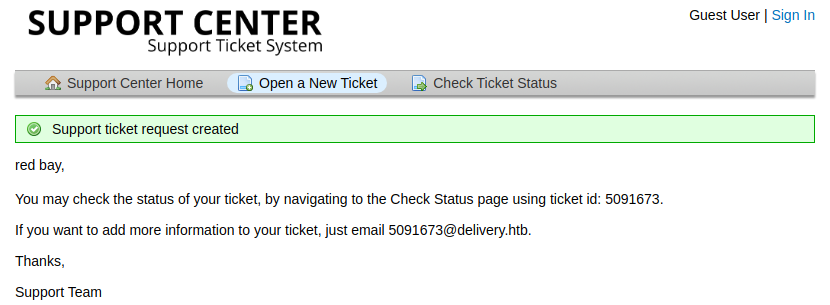 SUPPORT CENTER
Support Ticket System
Guest User | Sign In
Support Center Home
Open a New Ticket
Check Ticket Status
Support ticket request created
red bay,
You may check the status of your ticket, by navigating to the Check Status page using ticket id: 5091673.
If you want to add more information to your ticket, just email 5091673@delivery.htb.
Thanks,
Support Team